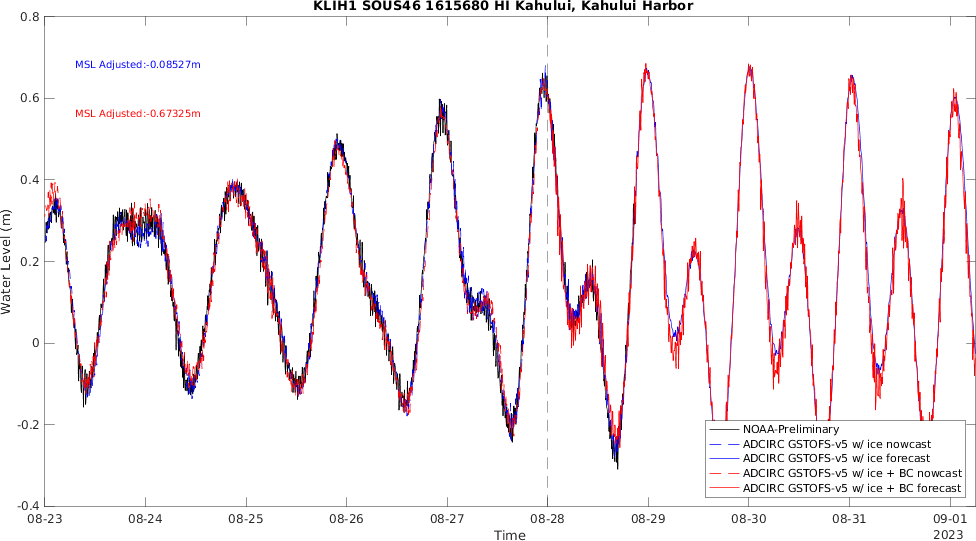 KLIH1 SOUS46 1615680 HI Kahului, Kahului Harbor
0.8
0.6
0.4
0.2
0
-0.2
-0.4
Water Level (m)
MSL Adjusted:-0.08527m
MSL Adjusted:-0.67325m
NOAA-Preliminary
ADCIRC GSTOFS-v5 w/ ice nowcast
ADCIRC GSTOFS-v5 w/ ice forecast
ADCIRC GSTOFS-v5 w/ ice + BC nowcast
ADCIRC GSTOFS-v5 w/ ice + BC forecast
08-23 08-24 08-25 08-26 08-27 08-28 08-29 08-30 08-31 09-01
2023
Time